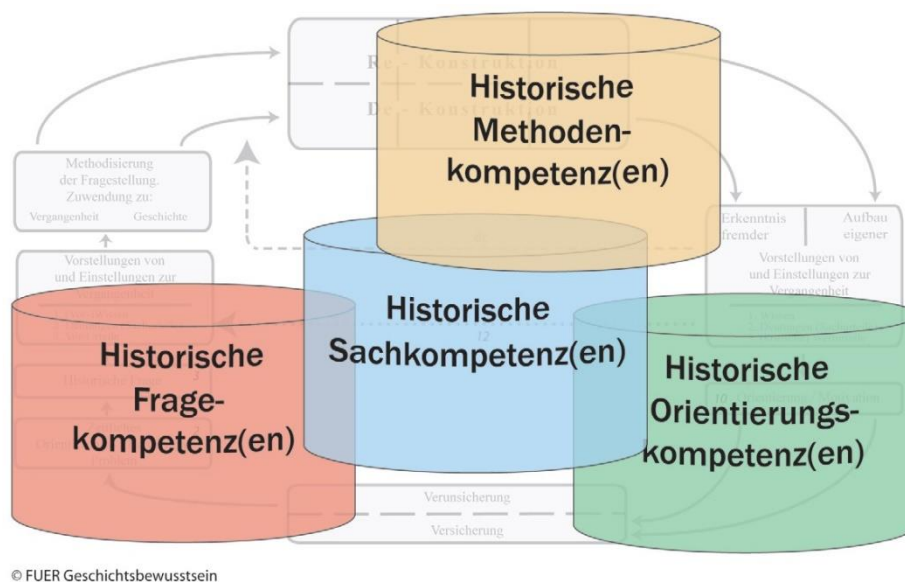 Re - Konstruktion
De - Konstruktion
Historische
Methoden-
kompetenz(en)
Methodisierung
der Fragestellung.
Zuwendung zu:
Vergangenheit Geschichte
Erkenntnis
fremder
Aufbau
eigener
Vorstellungen von
und Einstellungen zur
Vergangenheit
Vorstellungen von
und Einstellungen zur
Historische
Sachkompetenz(en)
12
Historische
Frage-
kompetenz(en)
Historische
Orientierungs-
kompetenz(en)
10
Verunsicherung
Versicherung
© FUER Geschichtsbewusstsein